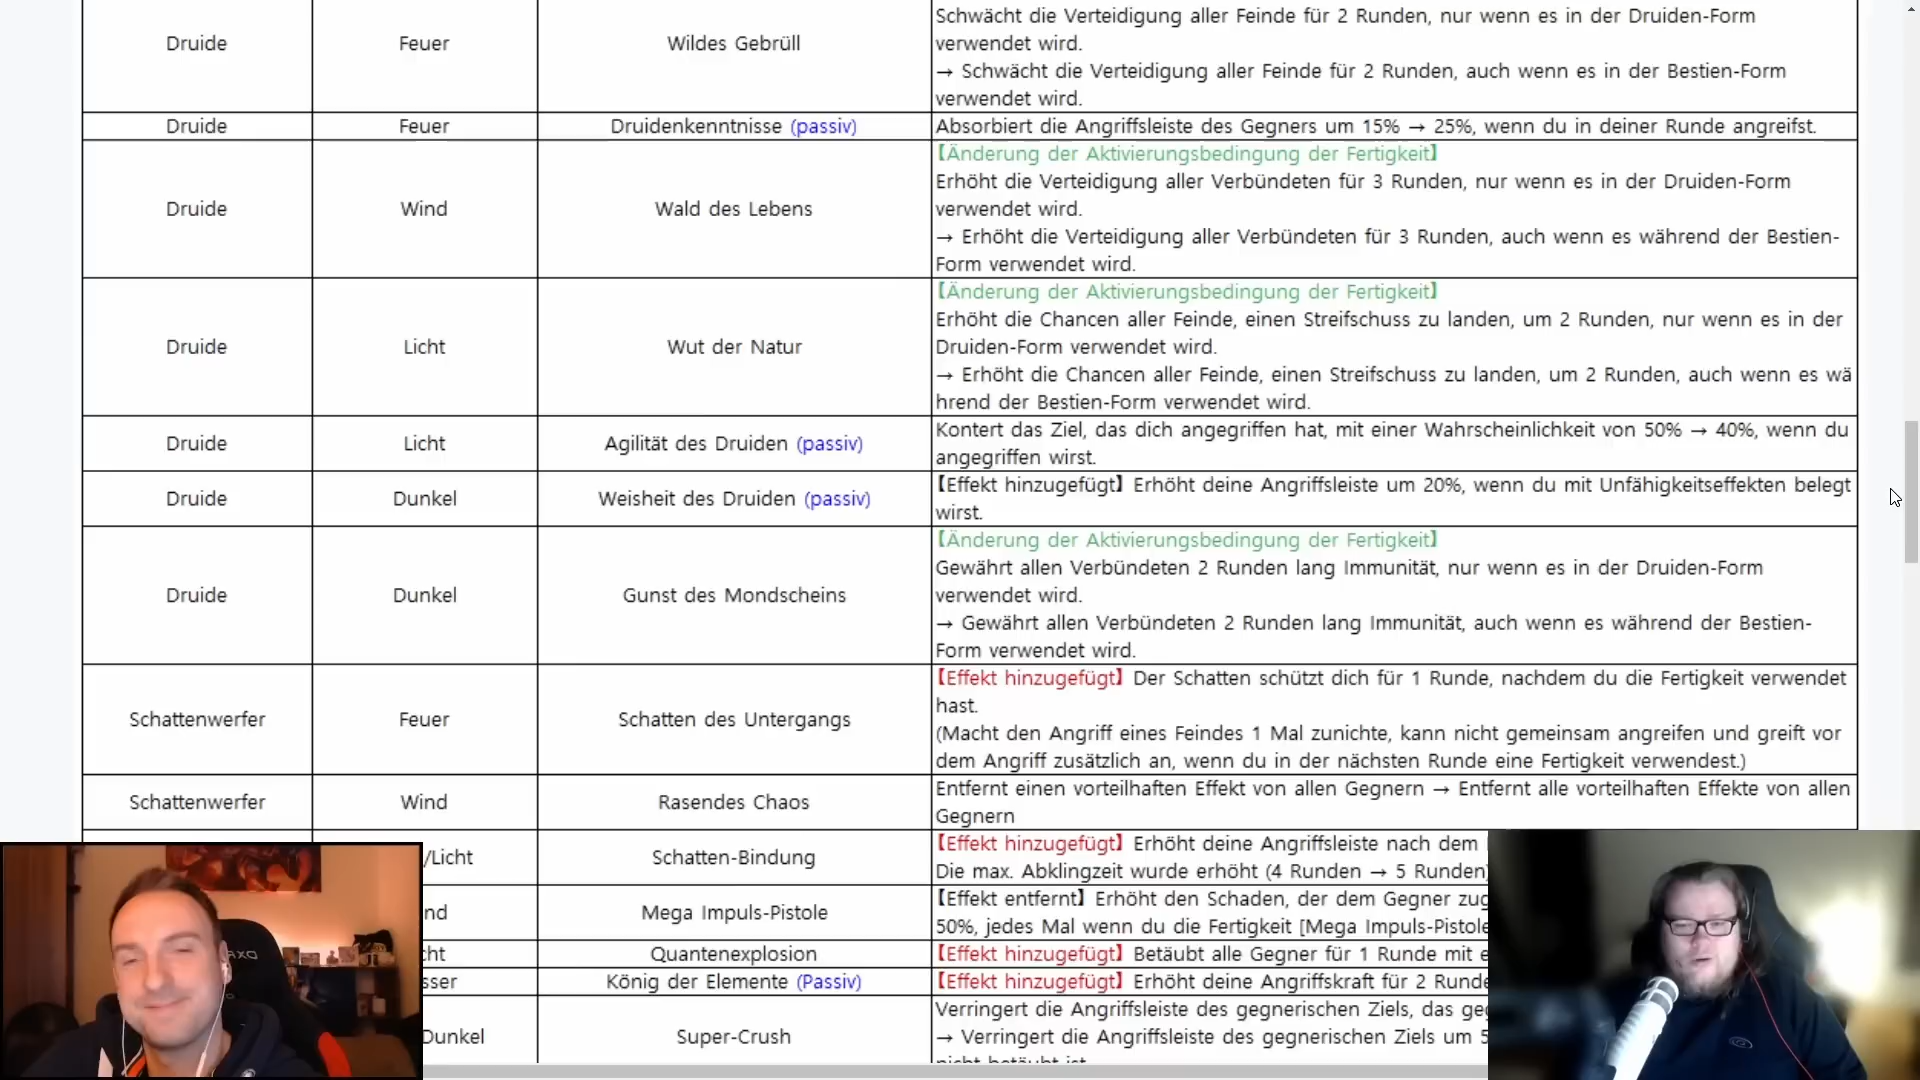 Schwächt die Verteidigung aller Feinde für 2 Runden, nur wenn es in der Druiden-Form
Druide Feuer Wildes Gebrüll verwendet wird.
→ Schwächt die Verteidigung aller Feinde für 2 Runden, auch wenn es in der Bestien-Form
verwendet wird.
Druide Feuer Druidenkenntnisse (passiv) Absorbiert die Angriffsleiste des Gegners um 15% → 25%, wenn du in deiner Runde angreifst.
【Änderung der Aktivierungsbedingung der Fertigkeit】
Erhöht die Verteidigung aller Verbündeten für 3 Runden, nur wenn es in der Druiden-Form
Druide Wind Wald des Lebens verwendet wird.
→ Erhöht die Verteidigung aller Verbündeten für 3 Runden, auch wenn es während der Bestien-
Form verwendet wird.
【Änderung der Aktivierungsbedingung der Fertigkeit】
Erhöht die Chancen aller Feinde, einen Streifschuss zu landen, um 2 Runden, nur wenn es in der
Druide Licht Wut der Natur Druiden-Form verwendet wird.
→ Erhöht die Chancen aller Feinde, einen Streifschuss zu landen, um 2 Runden, auch wenn es wä
hrend der Bestien-Form verwendet wird.
Druide Licht Agilität des Druiden (passiv) Kontert das Ziel, das dich angegriffen hat, mit einer Wahrscheinlichkeit von 50% → 40%, wenn du
angegriffen wirst.
Druide Dunkel Weisheit des Druiden (passiv) 【Effekt hinzugefügt】 Erhöht deine Angriffsleiste um 20%, wenn du mit Unfähigkeitseffekten belegt
wirst.
【Änderung der Aktivierungsbedingung der Fertigkeit】
Gewährt allen Verbündeten 2 Runden lang Immunität, nur wenn es in der Druiden-Form
Druide Dunkel Gunst des Mondscheins verwendet wird.
→ Gewährt allen Verbündeten 2 Runden lang Immunität, auch wenn es während der Bestien-
Form verwendet wird.
【Effekt hinzugefügt】 Der Schatten schützt dich für 1 Runde, nachdem du die Fertigkeit verwendet
hast.
Schattenwerfer Feuer Schatten des Untergangs
(Macht den Angriff eines Feindes 1 Mal zunichte, kann nicht gemeinsam angreifen und greift vor
dem Angriff zusätzlich an, wenn du in der nächsten Runde eine Fertigkeit verwendest.)
Schattenwerfer Wind Rasendes Chaos Entfernt einen vorteilhaften Effekt von allen Gegnern → Entfernt alle vorteilhaften Effekte von allen
Gegnern
/Licht Schatten-Bindung 【Effekt hinzugefügt】 Erhöht deine Angriffsleiste nach dem
Die max. Abklingzeit wurde erhöht (4 Runden → 5 Runden)
nd Mega Impuls-Pistole 【Effekt entfernt】 Erhöht den Schaden, der dem Gegner zug
50%, jedes Mal wenn du die Fertigkeit [Mega Impuls-Pistole
cht Quantenexplosion 【Effekt hinzugefügt】 Betäubt alle Gegner für 1 Runde mit e
sser König der Elemente (Passiv) 【Effekt hinzugefügt】 Erhöht deine Angriffskraft für 2 Runde
Verringert die Angriffsleiste des gegnerischen Ziels, das ge
Dunkel Super-Crush → Verringert die Angriffsleiste des gegnerischen Ziels um 5
nicht betäubt ist